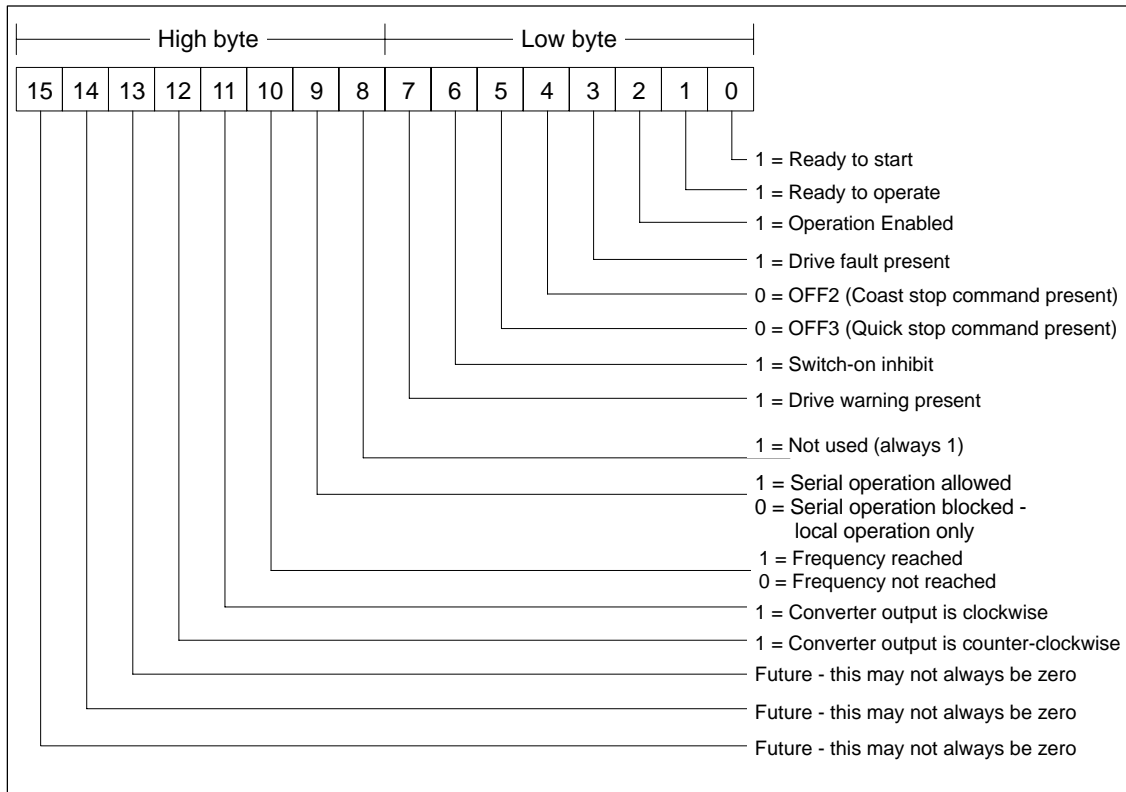 High byte Low byte
15 14 13 12 11 10 9 8 7 6 5 4 3 2 1 0
1 = Ready to start
1 = Ready to operate
1 = Operation Enabled
1 = Drive fault present
0 = OFF2 (Coast stop command present)
0 = OFF3 (Quick stop command present)
1 = Switch-on inhibit
1 = Drive warning present
1 = Not used (always 1)
1 = Serial operation allowed
0 = Serial operation blocked -
local operation only
1 = Frequency reached
0 = Frequency not reached
1 = Converter output is clockwise
1 = Converter output is counter-clockwise
Future - this may not always be zero
Future - this may not always be zero
Future - this may not always be zero